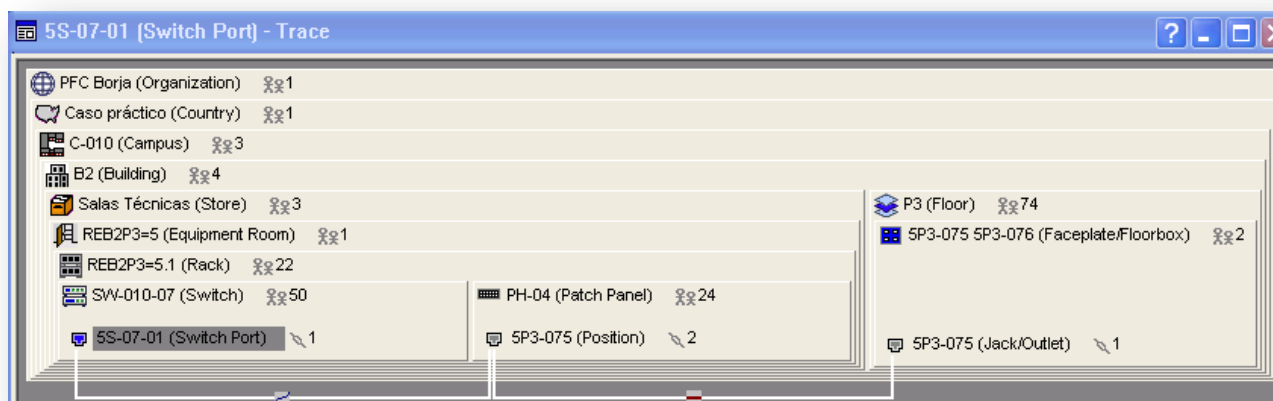 5S-07-01 (Switch Port) - Trace
PFC Borja (Organization) 1
Caso práctico (Country) 1
C-010 (Campus) 3
B2 (Building) 4
Salas Técnicas (Store) 3
P3 (Floor) 74
REB2P3=5 (Equipment Room) 1
5P3-075 5P3-076 (Faceplate/Floorbox) 2
REB2P3=5.1 (Rack) 22
SW-010-07 (Switch) 50
PH-04 (Patch Panel) 24
5S-07-01 (Switch Port) 1
5P3-075 (Position) 2
5P3-075 (Jack/Outlet) 1